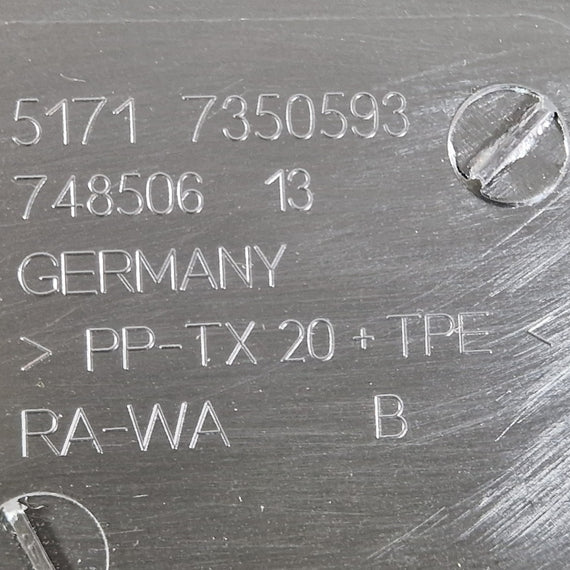 5171 7350593
748506 13
GERMANY
> PP-TX 20 + TPE <
RA-WA B